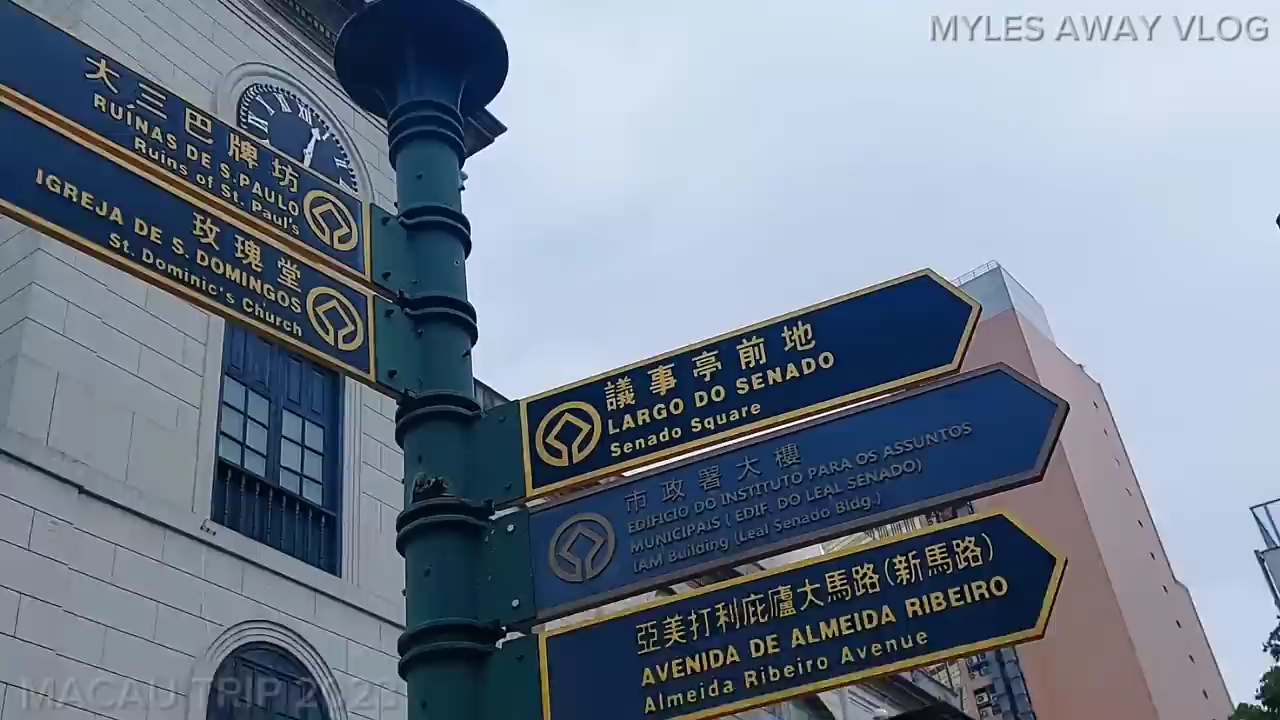 MYLES AWAY VLOG
大三巴牌坊
RUÍNAS DE S. PAULO
Ruins of St. Paul's
玫瑰堂
IGREJA DE S. DOMINGOS
St. Dominic's Church
議事亭前地
LARGO DO SENADO
Senado Square
市政署大樓
EDIFÍCIO DO INSTITUTO PARA OS ASSUNTOS
MUNICIPAIS ( EDIF. DO LEAL SENADO)
IAM Building (Leal Senado Bldg.)
亞美打利庇盧大馬路(新馬路)
AVENIDA DE ALMEIDA RIBEIRO
Almeida Ribeiro Avenue
MACAU TRIP